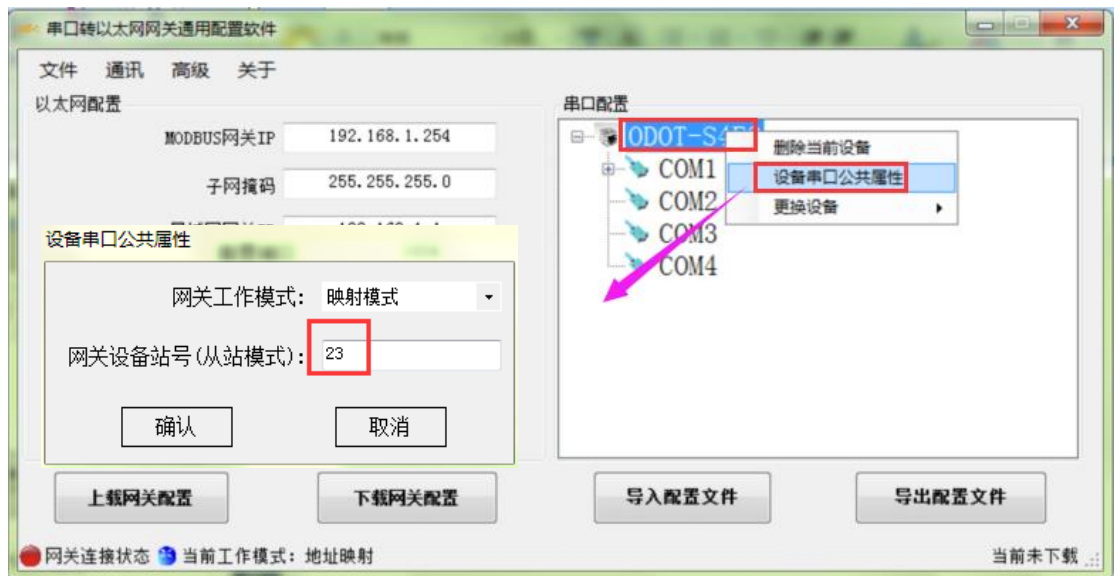 串口转以太网网关通用配置软件
文件 通讯 高级 关于
以太网配置
MODBUS网关IP 192.168.1.254
子网掩码 255.255.255.0
设备串口公共属性
网关工作模式: 映射模式
网关设备站号(从站模式): 23
确认 取消
串口配置
ODOT-S4
COM1
COM2
COM3
COM4
删除当前设备
设备串口公共属性
更换设备
上载网关配置 下载网关配置 导入配置文件 导出配置文件
网关连接状态 当前工作模式: 地址映射 当前未下载